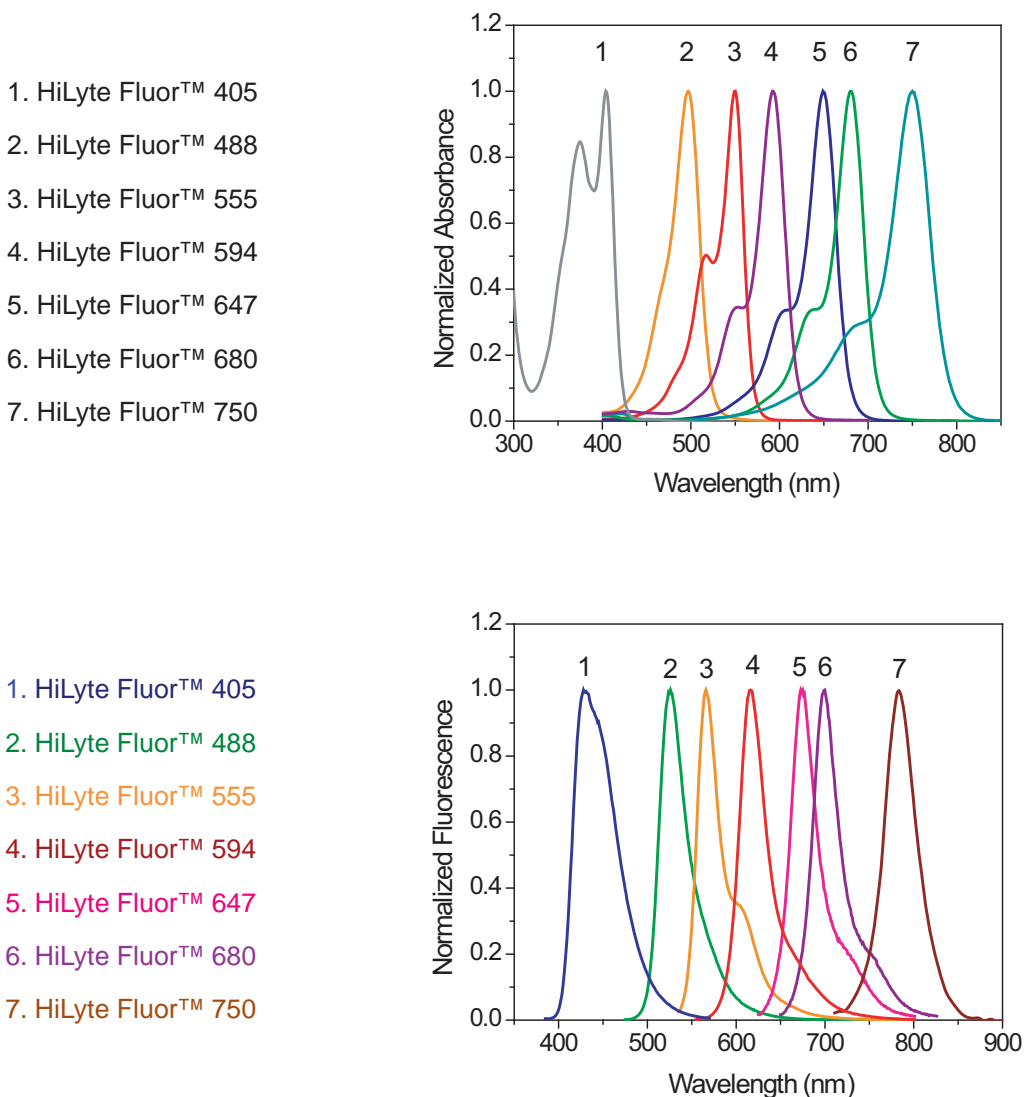 1. HiLyte Fluor™ 405
2. HiLyte Fluor™ 488
3. HiLyte Fluor™ 555
4. HiLyte Fluor™ 594
5. HiLyte Fluor™ 647
6. HiLyte Fluor™ 680
7. HiLyte Fluor™ 750
1.2
1 2 3 4 5 6 7
1.0
0.8
0.6
0.4
0.2
0.0
Normalized Absorbance
300 400 500 600 700 800
Wavelength (nm)
1. HiLyte Fluor™ 405
2. HiLyte Fluor™ 488
3. HiLyte Fluor™ 555
4. HiLyte Fluor™ 594
5. HiLyte Fluor™ 647
6. HiLyte Fluor™ 680
7. HiLyte Fluor™ 750
1.2
1 2 3 4 5 6 7
1.0
0.8
0.6
0.4
0.2
0.0
Normalized Fluorescence
400 500 600 700 800 900
Wavelength (nm)